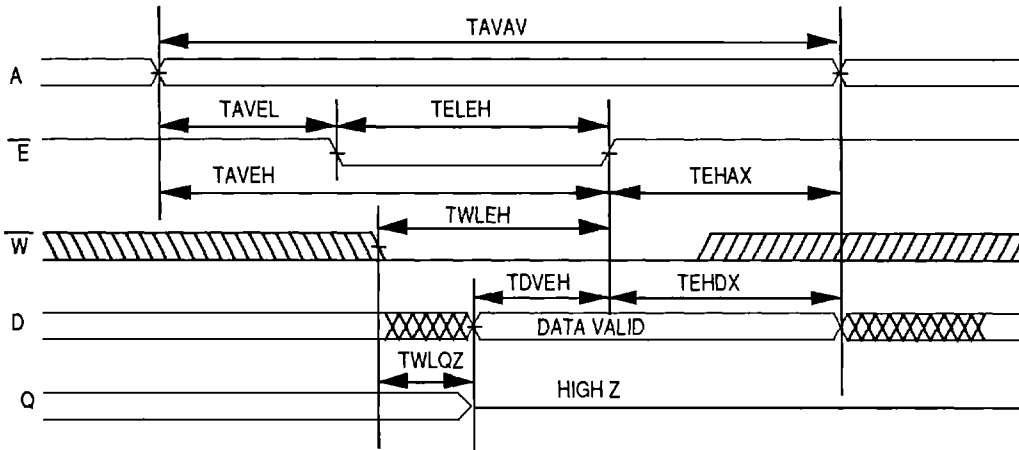 TAVAV
A
TAVEL TELEH
E
TAVEH TEHAX
TWLEH
W
TDVEH TEHDX
D DATA VALID
TWLQZ
Q HIGH Z